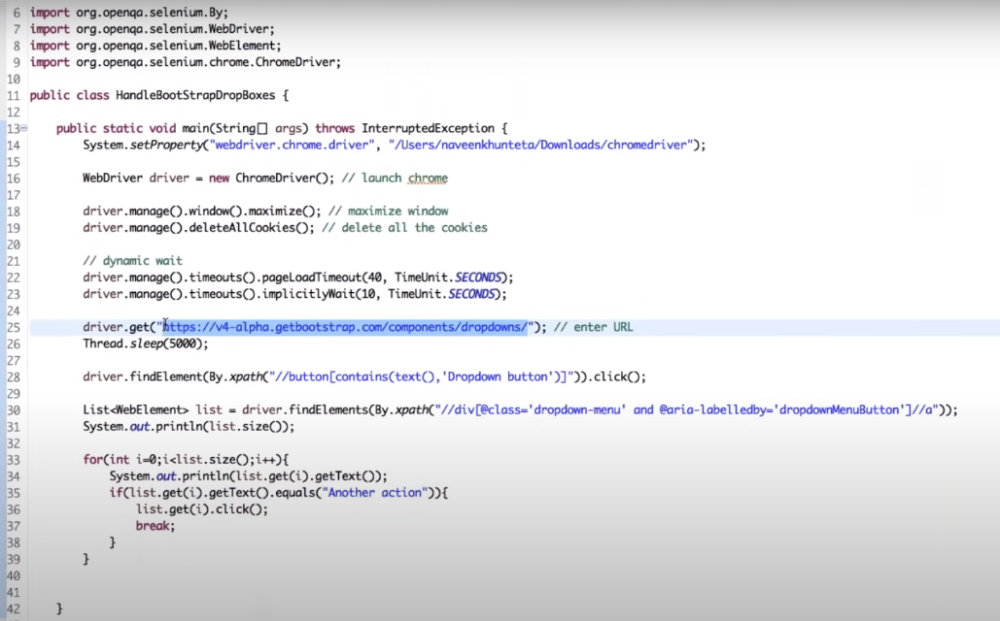 6 import org.openqa.selenium.By;
7 import org.openqa.selenium.WebDriver;
8 import org.openqa.selenium.WebElement;
9 import org.openqa.selenium.chrome.ChromeDriver;
10
11 public class HandleBootStrapDropBoxes {
12
13 public static void main(String[] args) throws InterruptedException {
14 System.setProperty("webdriver.chrome.driver", "/Users/naveenkhunteta/Downloads/chromedriver");
15
16 WebDriver driver = new ChromeDriver(); // launch chrome
17
18 driver.manage().window().maximize(); // maximize window
19 driver.manage().deleteAllCookies(); // delete all the cookies
20
21 // dynamic wait
22 driver.manage().timeouts().pageLoadTimeout(40, TimeUnit.SECONDS);
23 driver.manage().timeouts().implicitlyWait(10, TimeUnit.SECONDS);
24
25 driver.get("https://v4-alpha.getbootstrap.com/components/dropdowns/"); // enter URL
26 Thread.sleep(5000);
27
28 driver.findElement(By.xpath("//button[contains(text(),'Dropdown button')]")).click();
29
30 List<WebElement> list = driver.findElements(By.xpath("//div[@class='dropdown-menu' and @aria-labelledby='dropdownMenuButton']//a"));
31 System.out.println(list.size());
32
33 for(int i=0;i<list.size();i++){
34 System.out.println(list.get(i).getText());
35 if(list.get(i).getText().equals("Another action")){
36 list.get(i).click();
37 break;
38 }
39 }
40
41
42 }